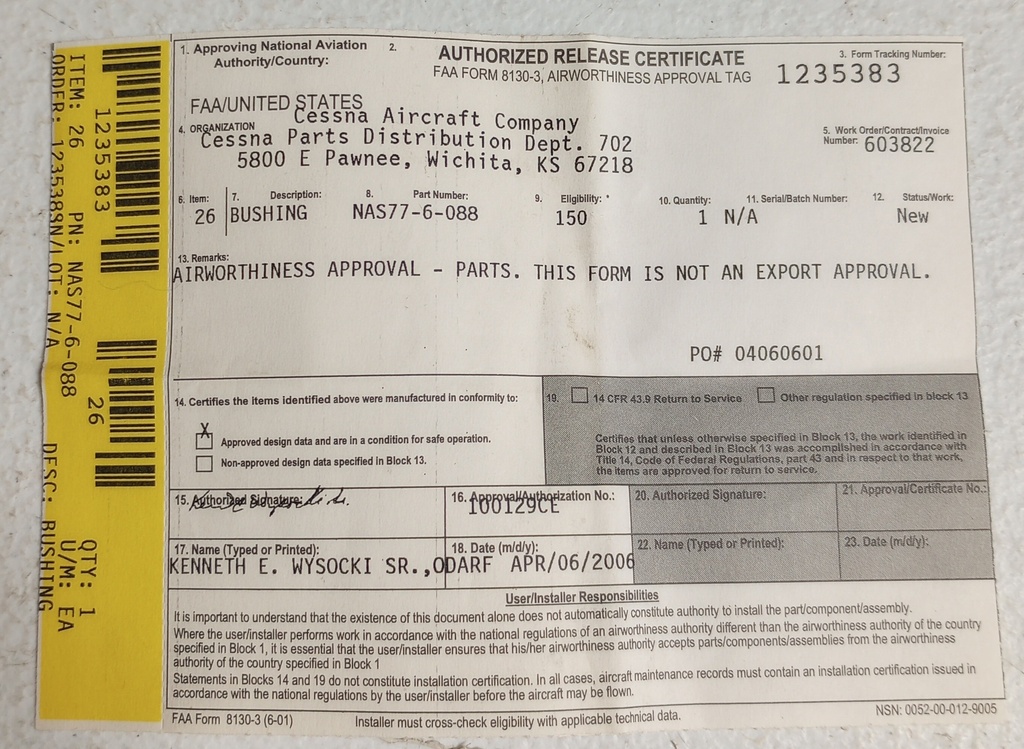 ITEM: 26 PN: NAS77-6-088 QTY: 1
ORDER: 1235383 SN/LOT: N/A DESC: BUSHING U/M: EA
1235383
26
1. Approving National Aviation Authority/Country:
FAA/UNITED STATES
2.
AUTHORIZED RELEASE CERTIFICATE
FAA FORM 8130-3, AIRWORTHINESS APPROVAL TAG
3. Form Tracking Number:
1235383
4. ORGANIZATION
Cessna Aircraft Company
Cessna Parts Distribution Dept. 702
5800 E Pawnee, Wichita, KS 67218
5. Work Order/Contract/Invoice
Number: 603822
6. Item: 7. Description: 8. Part Number: 9. Eligibility: * 10. Quantity: 11. Serial/Batch Number: 12. Status/Work:
26 BUSHING NAS77-6-088 150 1 N/A New
13. Remarks:
AIRWORTHINESS APPROVAL - PARTS. THIS FORM IS NOT AN EXPORT APPROVAL.
PO# 04060601
14. Certifies the items identified above were manufactured in conformity to:
X Approved design data and are in a condition for safe operation.
Non-approved design data specified in Block 13.
19. 14 CFR 43.9 Return to Service Other regulation specified in block 13
Certifies that unless otherwise specified in Block 13, the work identified in
Block 12 and described in Block 13 was accomplished in accordance with
Title 14, Code of Federal Regulations, part 43 and in respect to that work,
the items are approved for return to service.
15. Authorized Signature:
16. Approval/Authorization No.:
100129CE
20. Authorized Signature:
21. Approval/Certificate No.:
17. Name (Typed or Printed):
KENNETH E. WYSOCKI SR.,ODARF
18. Date (m/d/y):
APR/06/2006
22. Name (Typed or Printed):
23. Date (m/d/y):
User/Installer Responsibilities
It is important to understand that the existence of this document alone does not automatically constitute authority to install the part/component/assembly.
Where the user/installer performs work in accordance with the national regulations of an airworthiness authority different than the airworthiness authority of the country
specified in Block 1, it is essential that the user/installer ensures that his/her airworthiness authority accepts parts/components/assemblies from the airworthiness
authority of the country specified in Block 1
Statements in Blocks 14 and 19 do not constitute installation certification. In all cases, aircraft maintenance records must contain an installation certification issued in
accordance with the national regulations by the user/installer before the aircraft may be flown.
FAA Form 8130-3 (6-01)
Installer must cross-check eligibility with applicable technical data.
NSN: 0052-00-012-9005